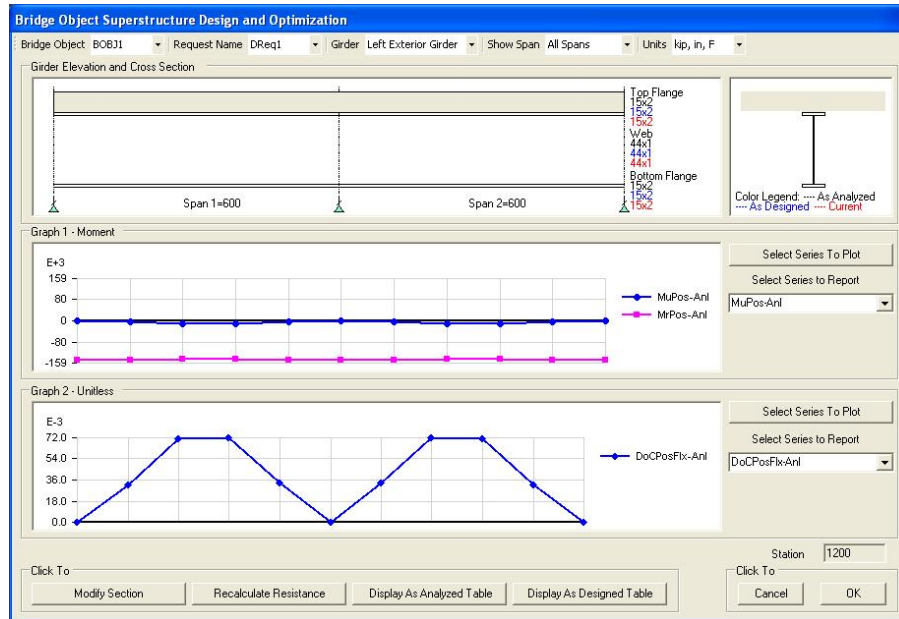 Bridge Object Superstructure Design and Optimization
Bridge Object BOBJ1 Request Name DReq1 Girder Left Exterior Girder Show Span All Spans Units kip, in, F
Girder Elevation and Cross Section
Top Flange
15x2
15x2
15x2
Web
44x1
44x1
44x1
Bottom Flange
15x2
15x2
15x2
Span 1=600 Span 2=600
Color Legend: --- As Analyzed
--- As Designed --- Current
Graph 1 - Moment
E+3
159
80
0
-80
-159
MuPos-Anl
MrPos-Anl
Select Series To Plot
Select Series to Report
MuPos-Anl
Graph 2 - Unitless
E-3
72.0
54.0
36.0
18.0
0.0
DoCPosFlx-Anl
Select Series To Plot
Select Series to Report
DoCPosFlx-Anl
Station 1200
Click To
Modify Section Recalculate Resistance Display As Analyzed Table Display As Designed Table
Click To
Cancel OK